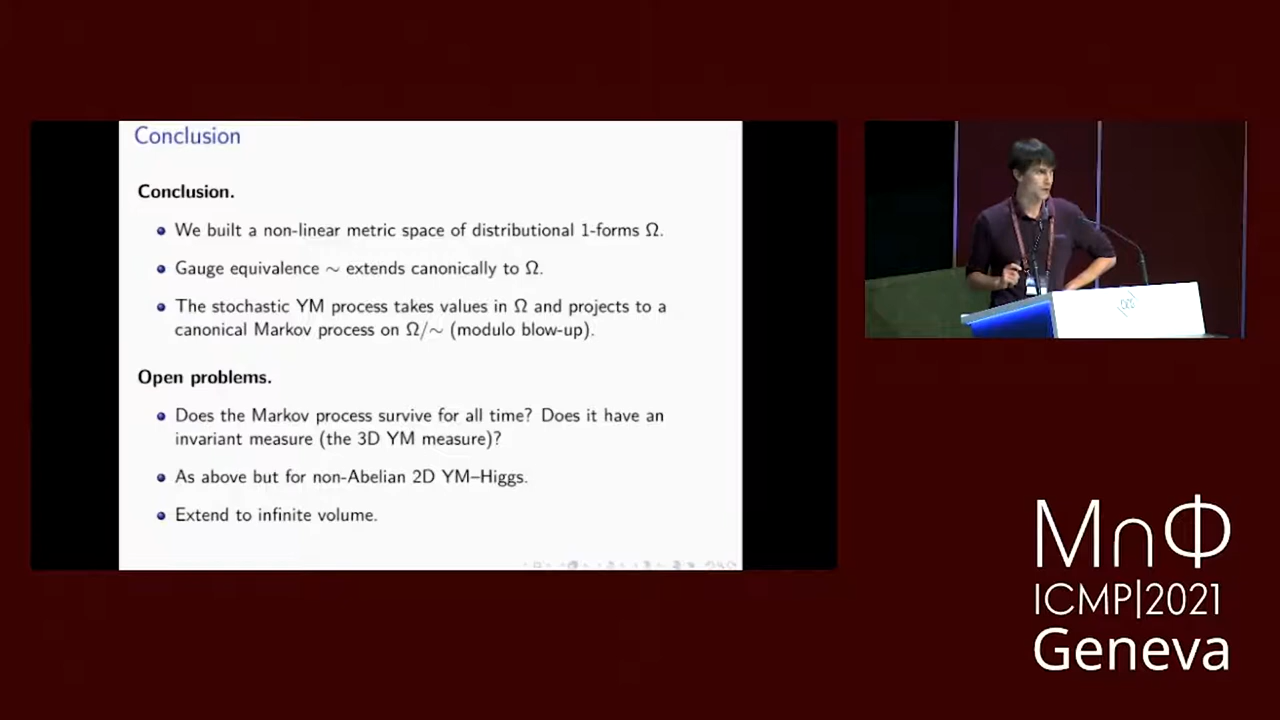 Conclusion
Conclusion.
We built a non-linear metric space of distributional 1-forms Ω.
Gauge equivalence ∼ extends canonically to Ω.
The stochastic YM process takes values in Ω and projects to a
canonical Markov process on Ω/∼ (modulo blow-up).
Open problems.
Does the Markov process survive for all time? Does it have an
invariant measure (the 3D YM measure)?
As above but for non-Abelian 2D YM–Higgs.
Extend to infinite volume.
M∩Φ
ICMP|2021
Geneva